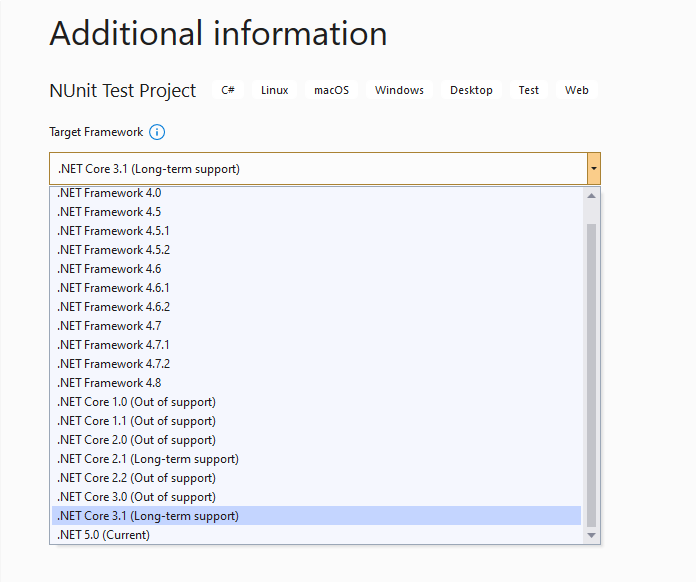 Additional information
NUnit Test Project C# Linux macOS Windows Desktop Test Web
Target Framework
.NET Core 3.1 (Long-term support)
.NET Framework 4.0
.NET Framework 4.5
.NET Framework 4.5.1
.NET Framework 4.5.2
.NET Framework 4.6
.NET Framework 4.6.1
.NET Framework 4.6.2
.NET Framework 4.7
.NET Framework 4.7.1
.NET Framework 4.7.2
.NET Framework 4.8
.NET Core 1.0 (Out of support)
.NET Core 1.1 (Out of support)
.NET Core 2.0 (Out of support)
.NET Core 2.1 (Long-term support)
.NET Core 2.2 (Out of support)
.NET Core 3.0 (Out of support)
.NET Core 3.1 (Long-term support)
.NET 5.0 (Current)